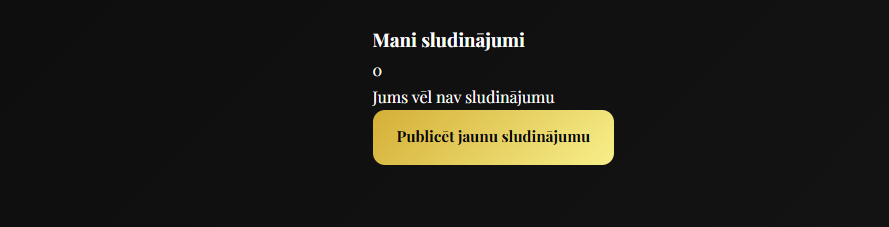 Mani sludinājumi
0
Jums vēl nav sludinājumu
Publicēt jaunu sludinājumu